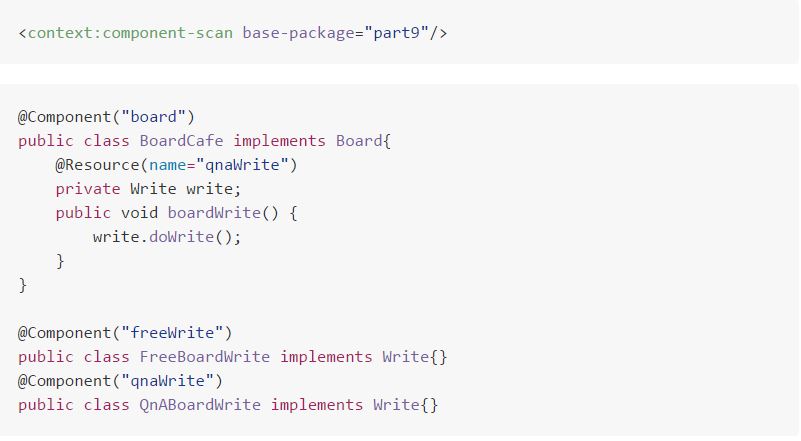 <context:component-scan base-package="part9"/>
@Component("board")
public class BoardCafe implements Board{
    @Resource(name="qnaWrite")
    private Write write;
    public void boardWrite() {
        write.doWrite();
    }
}
@Component("freeWrite")
public class FreeBoardWrite implements Write{}
@Component("qnaWrite")
public class QnABoardWrite implements Write{}